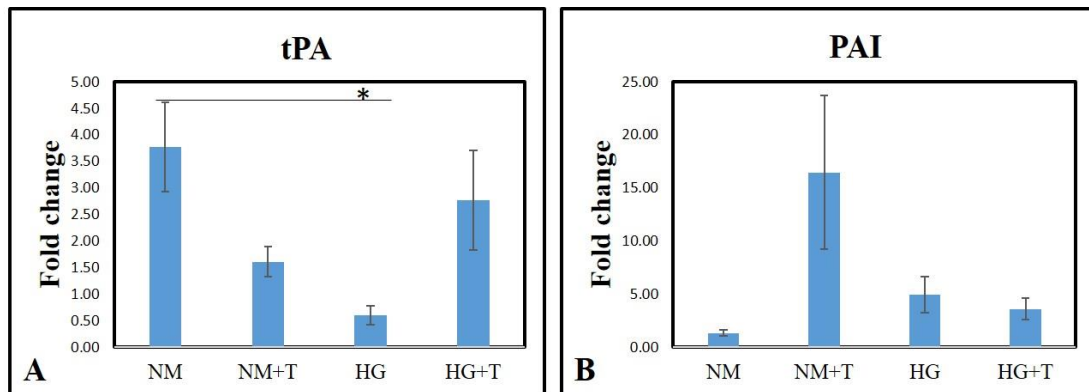 tPA
Fold change
5.00
4.50
4.00
3.50
3.00
2.50
2.00
1.50
1.00
0.50
0.00
*
NM NM+T HG HG+T
A
PAI
Fold change
25.00
20.00
15.00
10.00
5.00
0.00
NM NM+T HG HG+T
B